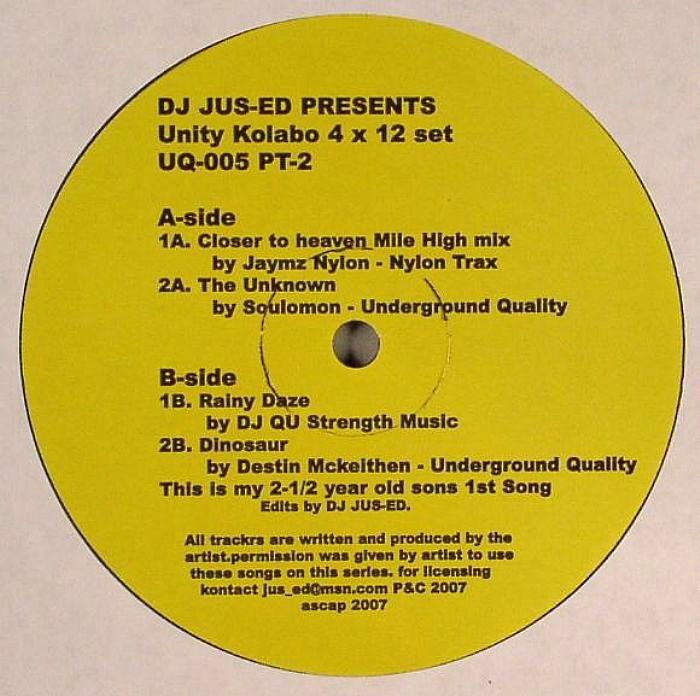 DJ JUS-ED PRESENTS
Unity Kolabo 4 x 12 set
UQ-005 PT-2
A-side
1A. Closer to heaven Mile High mix
by Jaymz Nylon - Nylon Trax
2A. The Unknown
by Soulomon - Underground Quality
B-side
1B. Rainy Daze
by DJ QU Strength Music
2B. Dinosaur
by Destin Mckeithen - Underground Quality
This is my 2-1/2 year old sons 1st Song
Edits by DJ JUS-ED.
All trackrs are written and produced by the
artist.permission was given by artist to use
these songs on this series. for licensing
kontact jus_ed@msn.com P&C 2007
ascap 2007